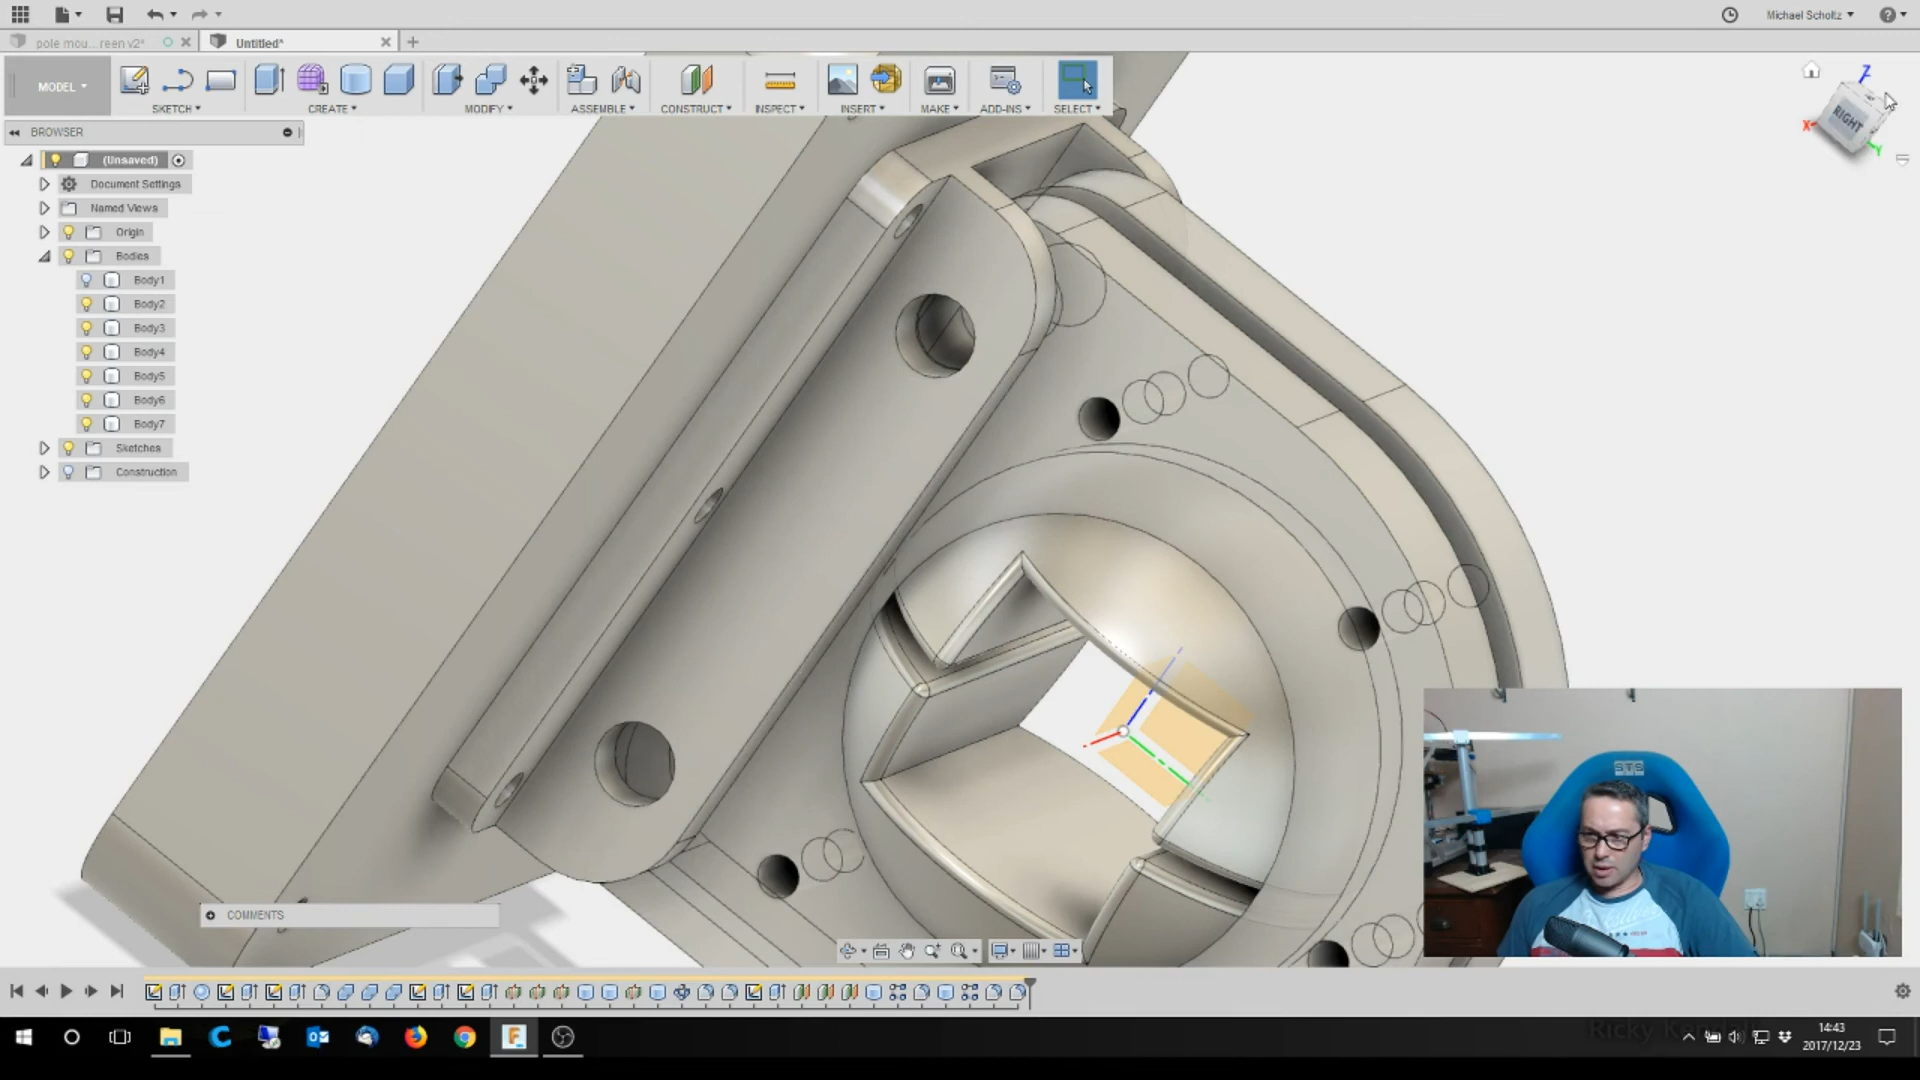 Michael Scholtz
pole mou...reen v2*
Untitled*
MODEL
SKETCH
CREATE
MODIFY
ASSEMBLE
CONSTRUCT
INSPECT
INSERT
MAKE
ADD-INS
SELECT
Z
RIGHT
X
Y
BROWSER
(Unsaved)
Document Settings
Named Views
Origin
Bodies
Body1
Body2
Body3
Body4
Body5
Body6
Body7
Sketches
Construction
STS
COMMENTS
14:43
2017/12/23